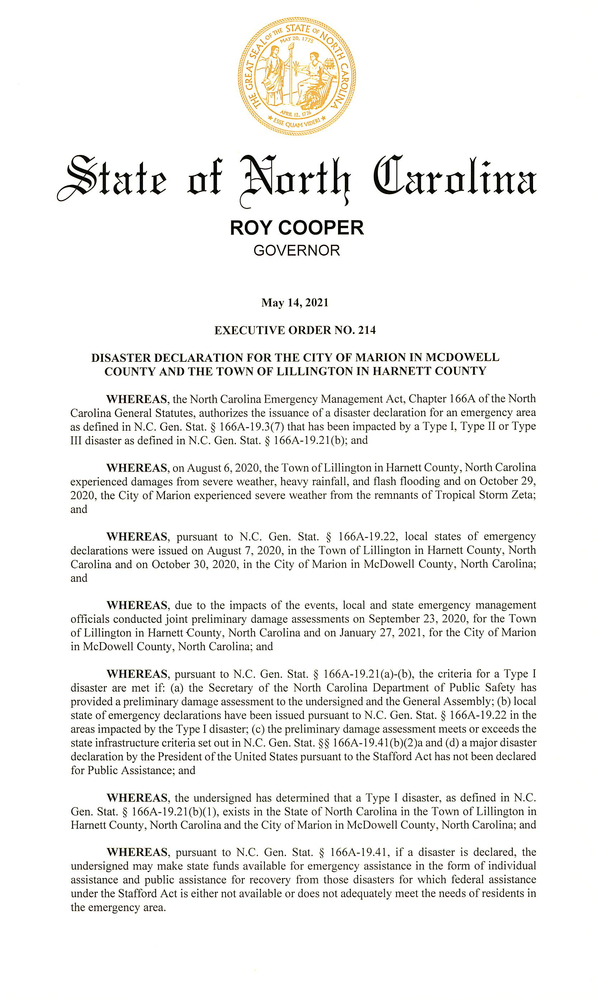 THE GREAT SEAL OF THE STATE OF NORTH CAROLINA
MAY 20, 1775
APRIL 12, 1776
★ ESSE QUAM VIDERI ★
State of North Carolina
ROY COOPER
GOVERNOR
May 14, 2021
EXECUTIVE ORDER NO. 214
DISASTER DECLARATION FOR THE CITY OF MARION IN MCDOWELL
COUNTY AND THE TOWN OF LILLINGTON IN HARNETT COUNTY
WHEREAS, the North Carolina Emergency Management Act, Chapter 166A of the North
Carolina General Statutes, authorizes the issuance of a disaster declaration for an emergency area
as defined in N.C. Gen. Stat. § 166A-19.3(7) that has been impacted by a Type I, Type II or Type
III disaster as defined in N.C. Gen. Stat. § 166A-19.21(b); and
WHEREAS, on August 6, 2020, the Town of Lillington in Harnett County, North Carolina
experienced damages from severe weather, heavy rainfall, and flash flooding and on October 29,
2020, the City of Marion experienced severe weather from the remnants of Tropical Storm Zeta;
and
WHEREAS, pursuant to N.C. Gen. Stat. § 166A-19.22, local states of emergency
declarations were issued on August 7, 2020, in the Town of Lillington in Harnett County, North
Carolina and on October 30, 2020, in the City of Marion in McDowell County, North Carolina;
and
WHEREAS, due to the impacts of the events, local and state emergency management
officials conducted joint preliminary damage assessments on September 23, 2020, for the Town
of Lillington in Harnett County, North Carolina and on January 27, 2021, for the City of Marion
in McDowell County, North Carolina; and
WHEREAS, pursuant to N.C. Gen. Stat. § 166A-19.21(a)-(b), the criteria for a Type I
disaster are met if: (a) the Secretary of the North Carolina Department of Public Safety has
provided a preliminary damage assessment to the undersigned and the General Assembly; (b) local
state of emergency declarations have been issued pursuant to N.C. Gen. Stat. § 166A-19.22 in the
areas impacted by the Type I disaster; (c) the preliminary damage assessment meets or exceeds the
state infrastructure criteria set out in N.C. Gen. Stat. §§ 166A-19.41(b)(2)a and (d) a major disaster
declaration by the President of the United States pursuant to the Stafford Act has not been declared
for Public Assistance; and
WHEREAS, the undersigned has determined that a Type I disaster, as defined in N.C.
Gen. Stat. § 166A-19.21(b)(1), exists in the State of North Carolina in the Town of Lillington in
Harnett County, North Carolina and the City of Marion in McDowell County, North Carolina; and
WHEREAS, pursuant to N.C. Gen. Stat. § 166A-19.41, if a disaster is declared, the
undersigned may make state funds available for emergency assistance in the form of individual
assistance and public assistance for recovery from those disasters for which federal assistance
under the Stafford Act is either not available or does not adequately meet the needs of residents in
the emergency area.